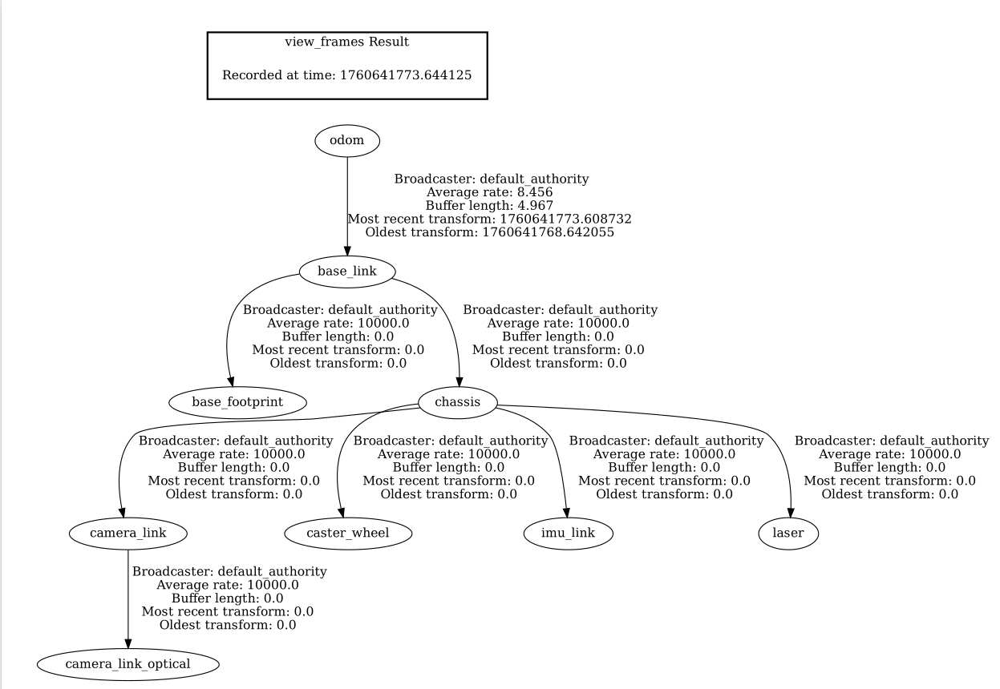 view_frames Result
Recorded at time: 1760641773.644125
odom
Broadcaster: default_authority
Average rate: 8.456
Buffer length: 4.967
Most recent transform: 1760641773.608732
Oldest transform: 1760641768.642055
base_link
Broadcaster: default_authority
Average rate: 10000.0
Buffer length: 0.0
Most recent transform: 0.0
Oldest transform: 0.0
Broadcaster: default_authority
Average rate: 10000.0
Buffer length: 0.0
Most recent transform: 0.0
Oldest transform: 0.0
base_footprint
chassis
Broadcaster: default_authority
Average rate: 10000.0
Buffer length: 0.0
Most recent transform: 0.0
Oldest transform: 0.0
Broadcaster: default_authority
Average rate: 10000.0
Buffer length: 0.0
Most recent transform: 0.0
Oldest transform: 0.0
Broadcaster: default_authority
Average rate: 10000.0
Buffer length: 0.0
Most recent transform: 0.0
Oldest transform: 0.0
Broadcaster: default_authority
Average rate: 10000.0
Buffer length: 0.0
Most recent transform: 0.0
Oldest transform: 0.0
camera_link
caster_wheel
imu_link
laser
Broadcaster: default_authority
Average rate: 10000.0
Buffer length: 0.0
Most recent transform: 0.0
Oldest transform: 0.0
camera_link_optical